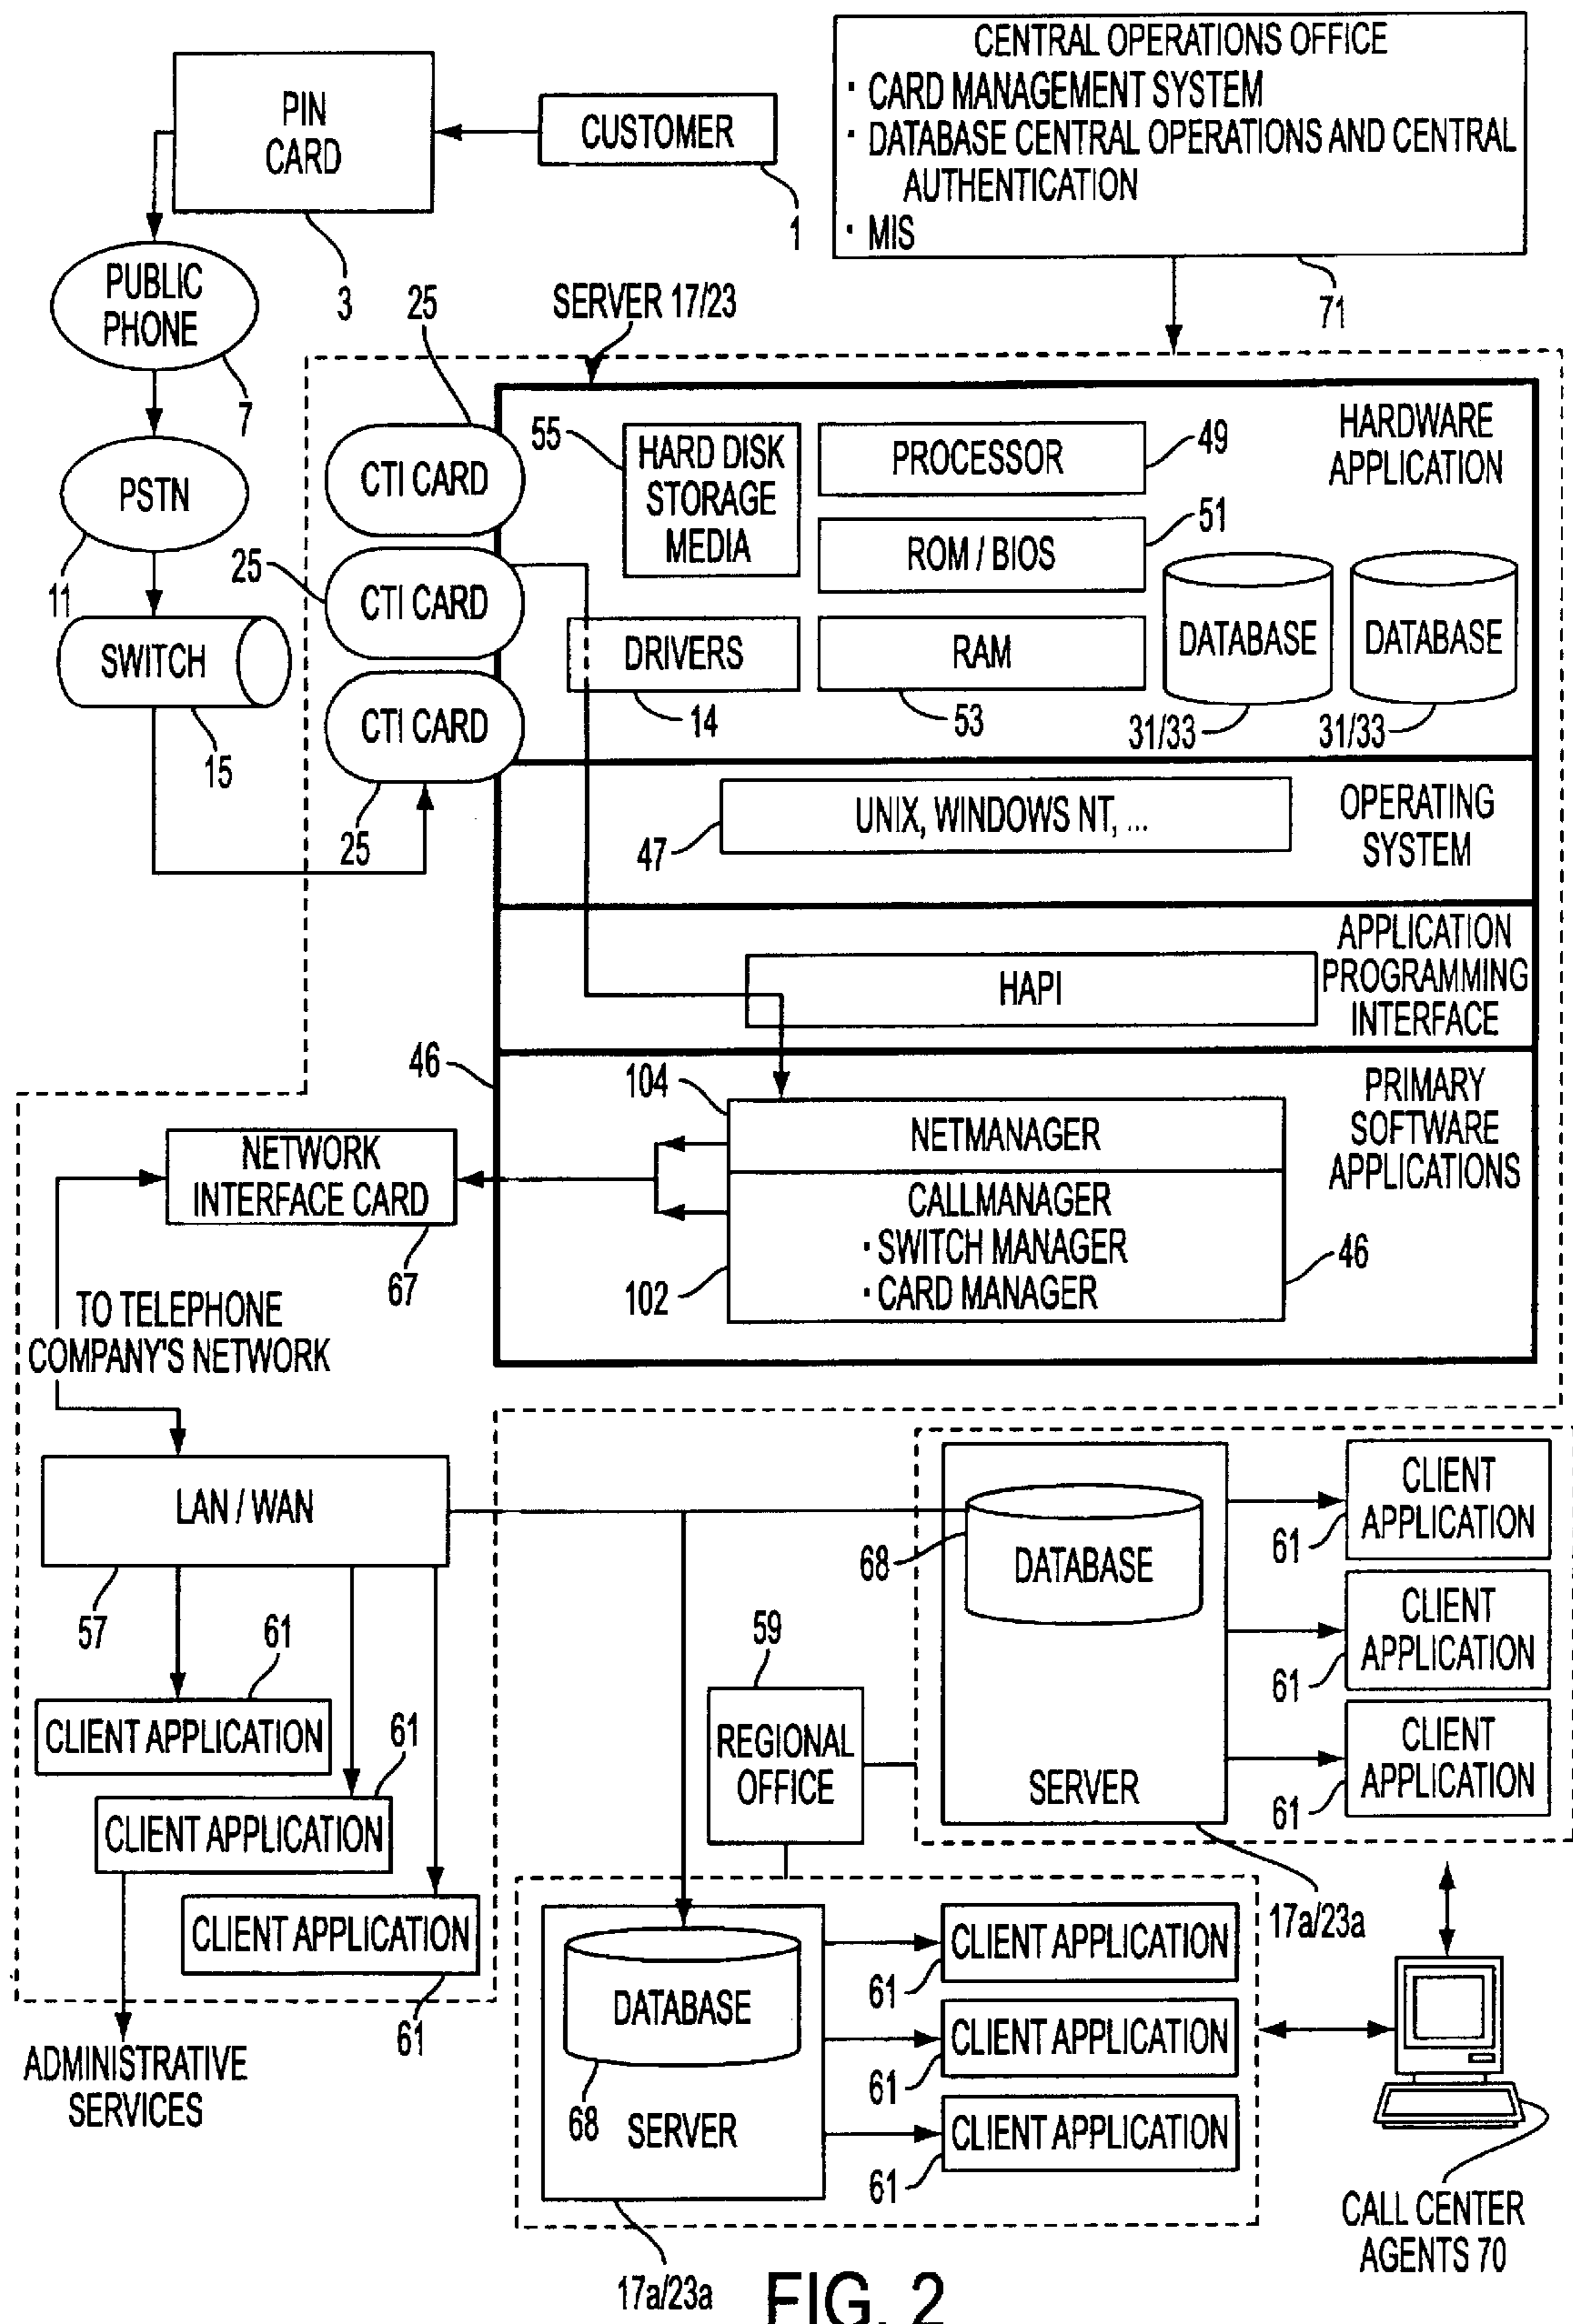 CENTRAL OPERATIONS OFFICE
· CARD MANAGEMENT SYSTEM
· DATABASE CENTRAL OPERATIONS AND CENTRAL
AUTHENTICATION
· MIS
71
PIN
CARD
3
CUSTOMER
1
PUBLIC
PHONE
7
PSTN
11
SWITCH
15
SERVER 17/23
25
CTI CARD
25
CTI CARD
CTI CARD
25
HARDWARE
APPLICATION
55
HARD DISK
STORAGE
MEDIA
PROCESSOR
49
ROM / BIOS
51
DRIVERS
14
RAM
53
DATABASE
31/33
DATABASE
31/33
UNIX, WINDOWS NT, ...
47
OPERATING
SYSTEM
HAPI
APPLICATION
PROGRAMMING
INTERFACE
46
104
NETMANAGER
CALLMANAGER
· SWITCH MANAGER
· CARD MANAGER
102
46
PRIMARY
SOFTWARE
APPLICATIONS
NETWORK
INTERFACE CARD
67
TO TELEPHONE
COMPANY'S NETWORK
LAN / WAN
57
61
CLIENT APPLICATION
61
CLIENT APPLICATION
CLIENT APPLICATION
61
ADMINISTRATIVE
SERVICES
59
REGIONAL
OFFICE
68
DATABASE
SERVER
17a/23a
CLIENT
APPLICATION
61
CLIENT
APPLICATION
61
CLIENT
APPLICATION
61
DATABASE
68
SERVER
17a/23a
CLIENT APPLICATION
61
CLIENT APPLICATION
61
CLIENT APPLICATION
61
CALL CENTER
AGENTS 70
FIG. 2